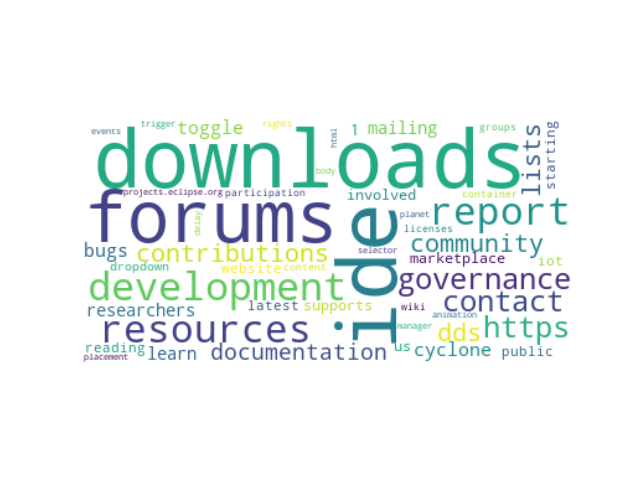 events trigger toggle rights html 1 mailing groups lists starting
downloads
body
projects.eclipse.org participation involved container
forums delay ide planet report
licenses
bugs contributions selector community
dropdown website content marketplace iot
development governance
researchers latest supports wiki contact
resources animation
manager dds https
reading us cyclone public
placement learn documentation